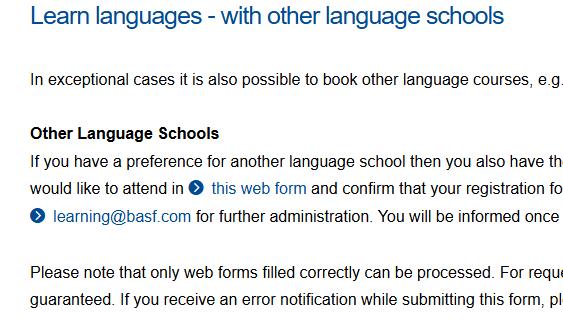 Learn languages - with other language schools
In exceptional cases it is also possible to book other language courses, e.g.
Other Language Schools
If you have a preference for another language school then you also have the
would like to attend in this web form and confirm that your registration fo
learning@basf.com for further administration. You will be informed once
Please note that only web forms filled correctly can be processed. For reque
guaranteed. If you receive an error notification while submitting this form, pl